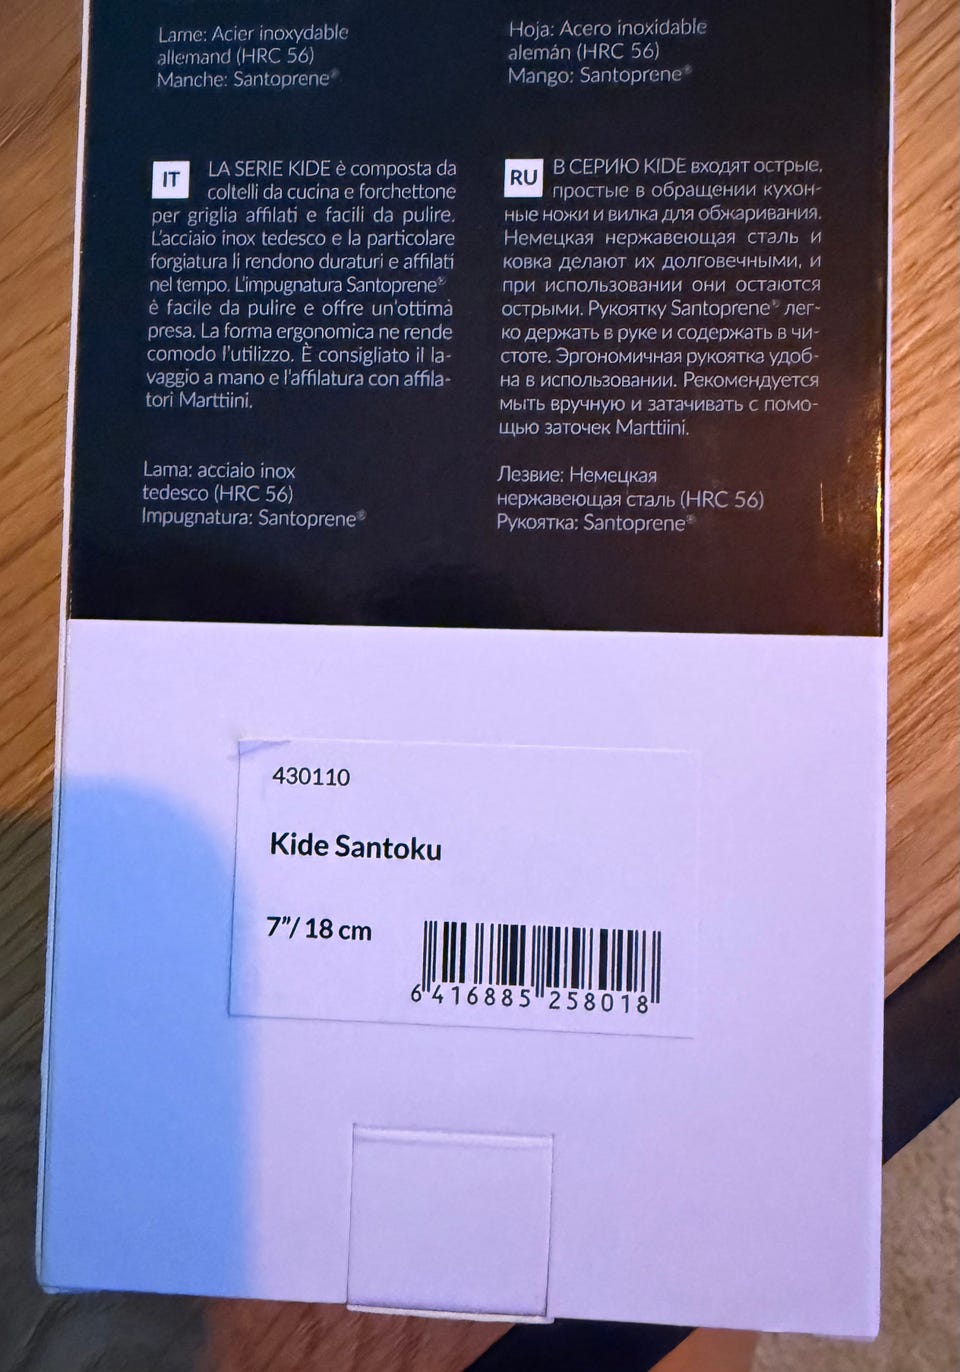 Lame: Acier inoxydable
allemand (HRC 56)
Manche: Santoprene®
Hoja: Acero inoxidable
alemán (HRC 56)
Mango: Santoprene®
IT
LA SERIE KIDE è composta da
coltelli da cucina e forchettone
per griglia affilati e facili da pulire.
L'acciaio inox tedesco e la particolare
forgiatura li rendono duraturi e affilati
nel tempo. L'impugnatura Santoprene®
è facile da pulire e offre un'ottima
presa. La forma ergonomica ne rende
comodo l'utilizzo. È consigliato il la-
vaggio a mano e l'affilatura con affila-
tori Marttiini.
Lama: acciaio inox
tedesco (HRC 56)
Impugnatura: Santoprene®
RU
В СЕРИЮ KIDE входят острые,
простые в обращении кухон-
ные ножи и вилка для обжаривания.
Немецкая нержавеющая сталь и
ковка делают их долговечными, и
при использовании они остаются
острыми. Рукоятку Santoprene® лег-
ко держать в руке и содержать в чи-
стоте. Эргономичная рукоятка удоб-
на в использовании. Рекомендуется
мыть вручную и затачивать с помо-
щью заточек Marttiini.
Лезвие: Немецкая
нержавеющая сталь (HRC 56)
Рукоятка: Santoprene®
430110
Kide Santoku
7”/ 18 cm
6 416885 258018